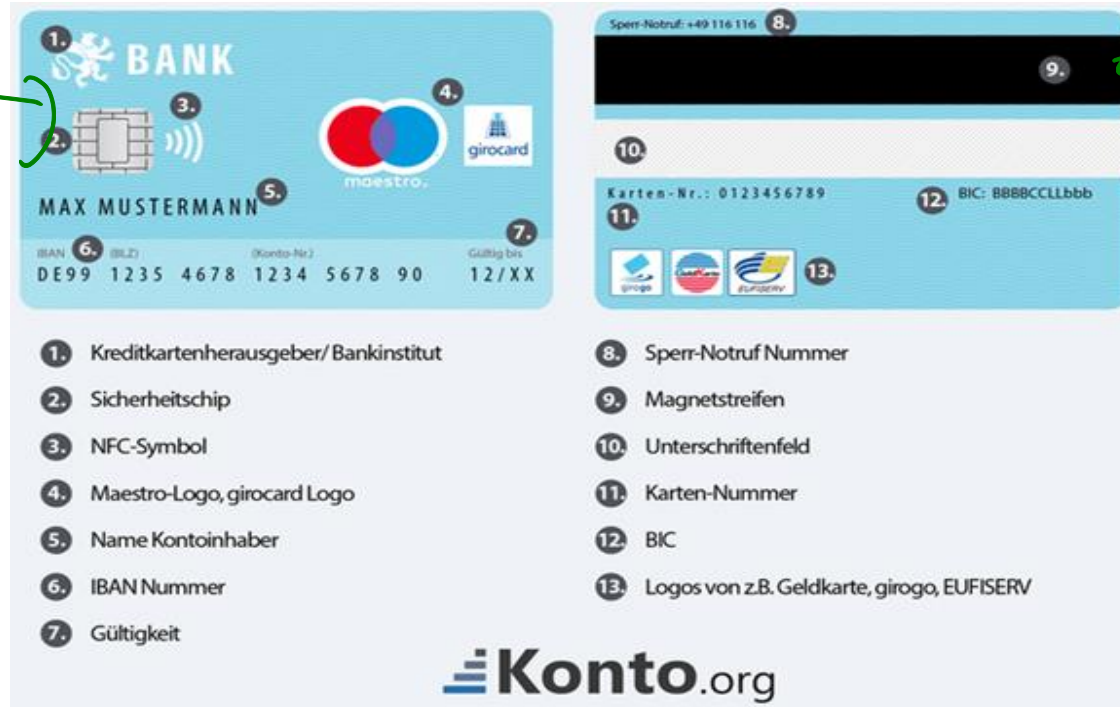 1. BANK
2. 3.
4.
maestro.
girocard
MAX MUSTERMANN 5.
IBAN 6. (BLZ) (Konto-Nr.) 7. Gültig bis
DE99 1235 4678 1234 5678 90 12/XX
Sperr-Notruf: +49 116 116 8.
9.
10.
Karten-Nr.: 0123456789
11.
12. BIC: BBBBCCLLbbb
girogo GeldKarte EUFISERV 13.
1. Kreditkartenherausgeber/ Bankinstitut
2. Sicherheitschip
3. NFC-Symbol
4. Maestro-Logo, girocard Logo
5. Name Kontoinhaber
6. IBAN Nummer
7. Gültigkeit
8. Sperr-Notruf Nummer
9. Magnetstreifen
10. Unterschriftenfeld
11. Karten-Nummer
12. BIC
13. Logos von z.B. Geldkarte, girogo, EUFISERV
Konto.org